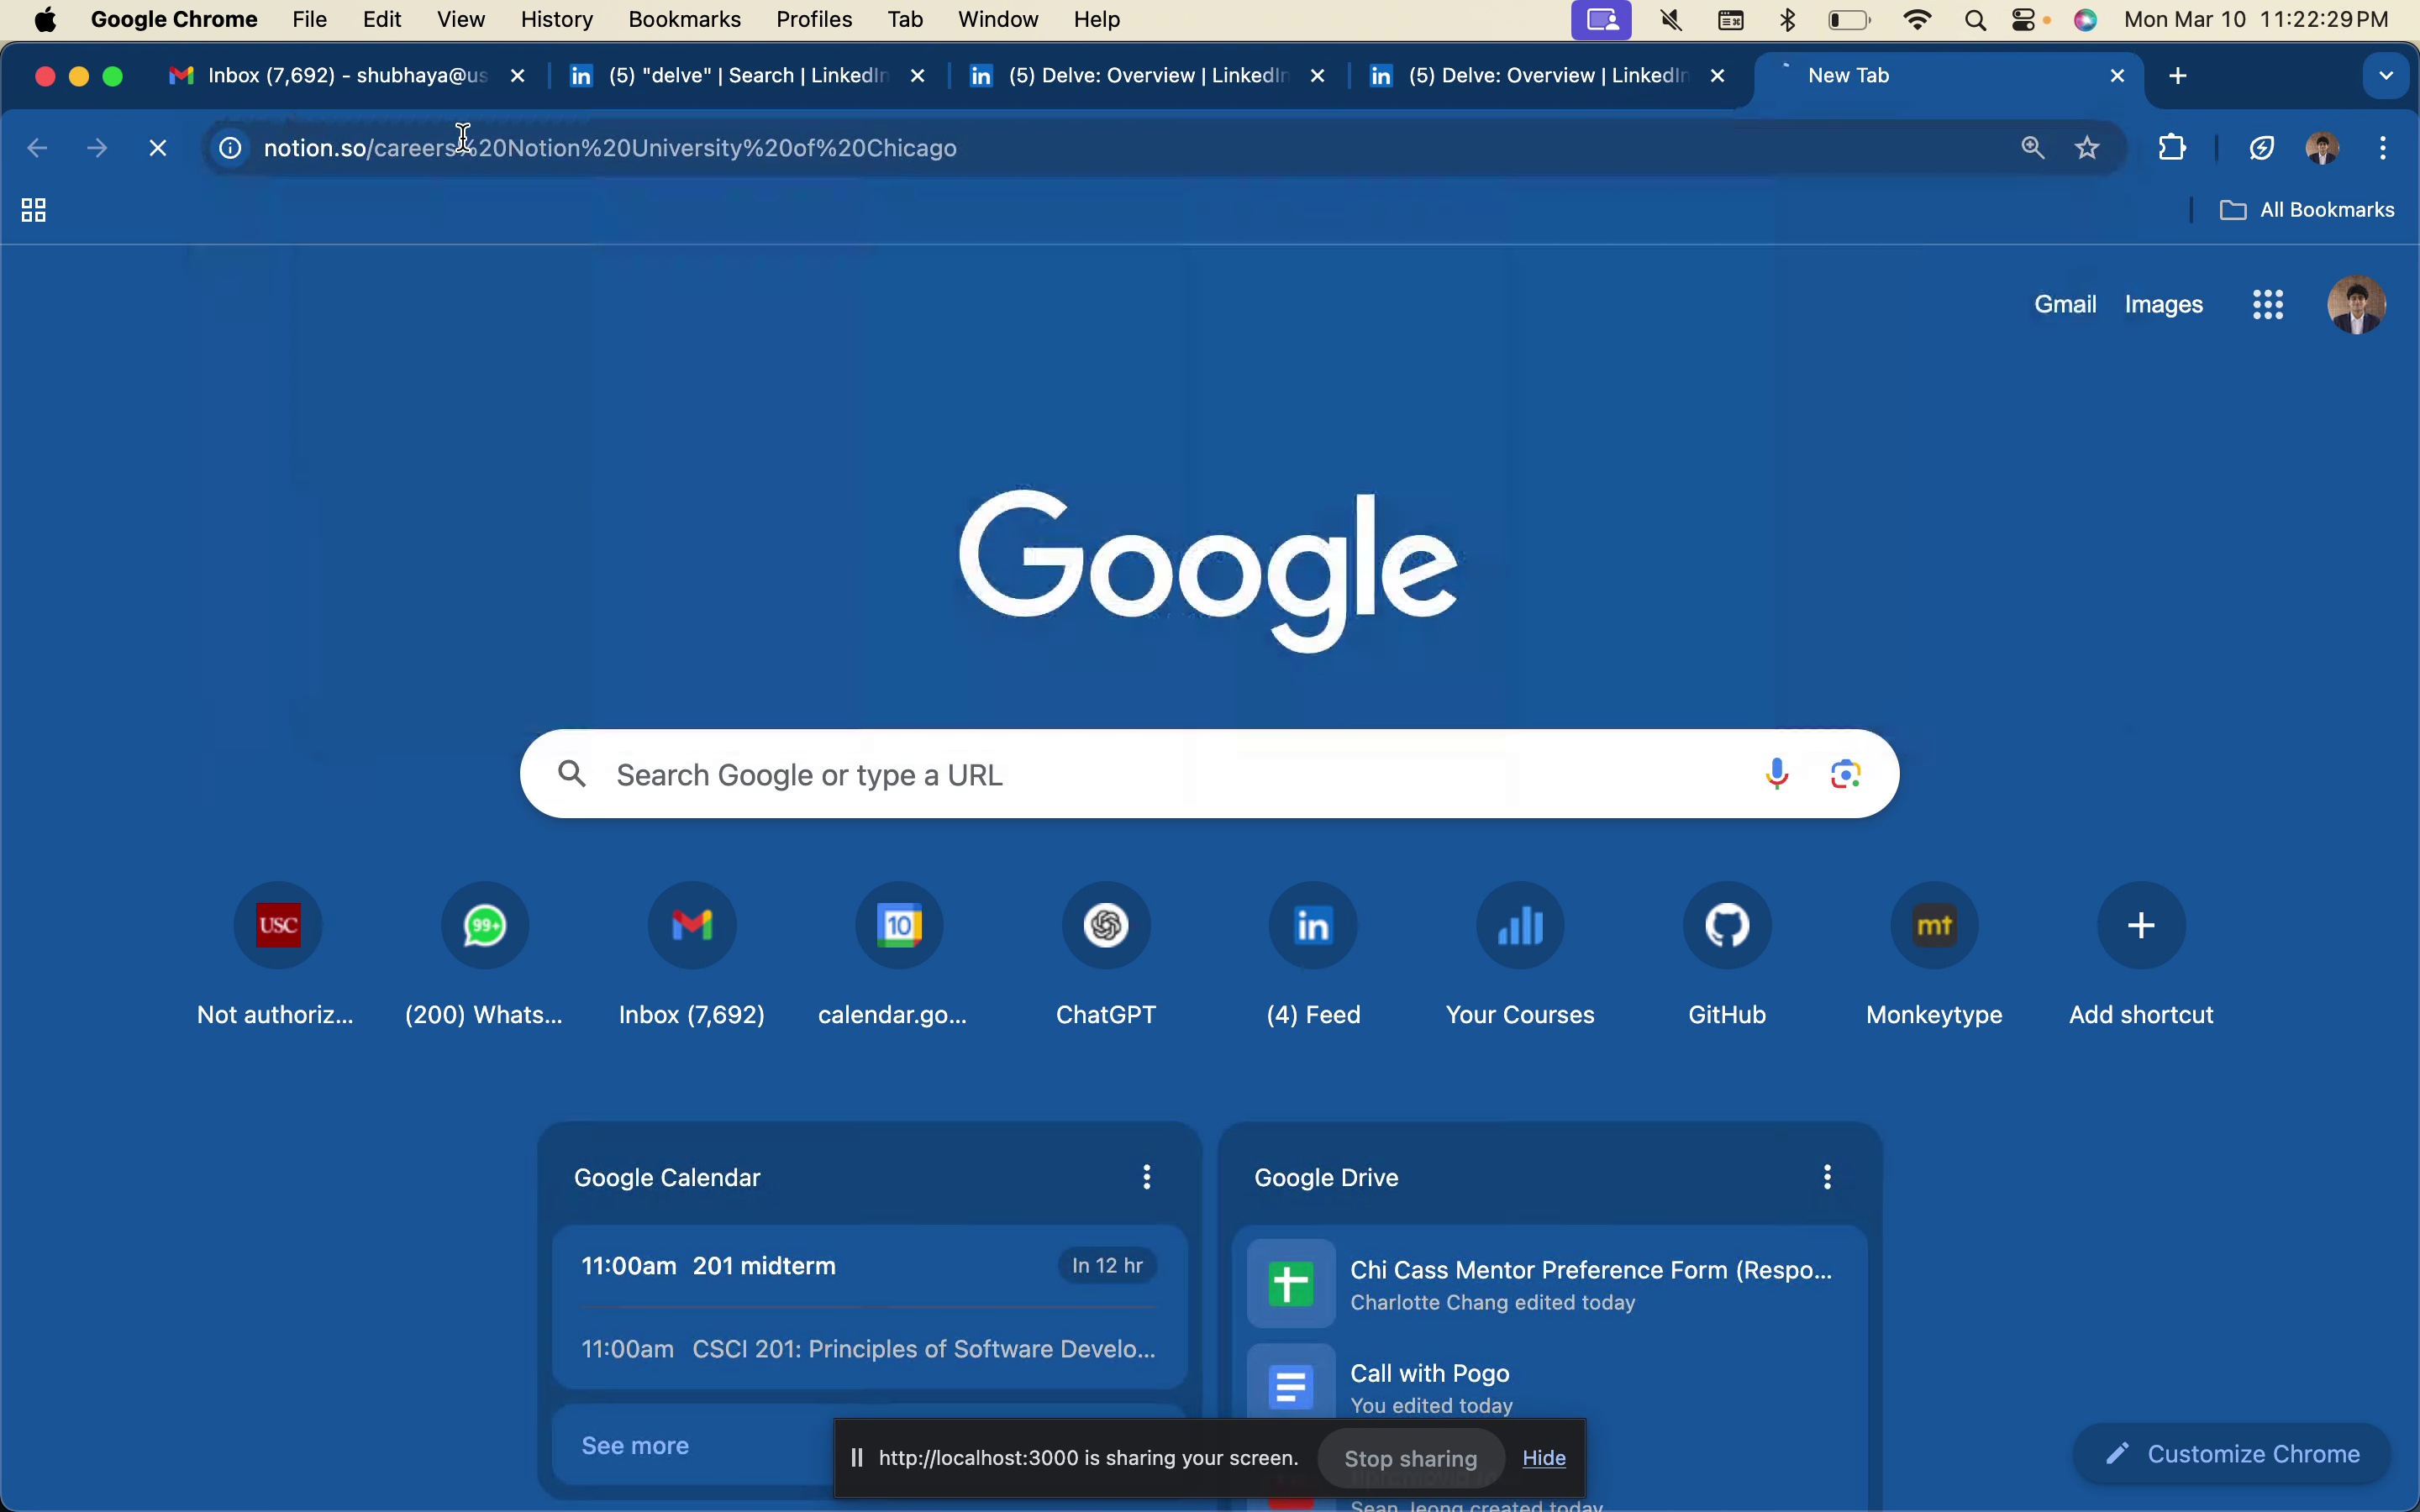 Google Chrome File Edit View History Bookmarks Profiles Tab Window Help Mon Mar 10 11:22:29 PM
Inbox (7,692) - shubhaya@us (5) "delve" | Search | LinkedIn (5) Delve: Overview | LinkedIn (5) Delve: Overview | LinkedIn New Tab
notion.so/careers%20Notion%20University%20of%20Chicago
All Bookmarks
Gmail Images
Google
Search Google or type a URL
USC 99+ 10 in mt
Not authoriz... (200) Whats... Inbox (7,692) calendar.go... ChatGPT (4) Feed Your Courses GitHub Monkeytype Add shortcut
Google Calendar
11:00am 201 midterm In 12 hr
11:00am CSCI 201: Principles of Software Develo...
See more
Google Drive
Chi Cass Mentor Preference Form (Respo...
Charlotte Chang edited today
Call with Pogo
You edited today
Sean Jeong created today
http://localhost:3000 is sharing your screen. Stop sharing Hide
Customize Chrome